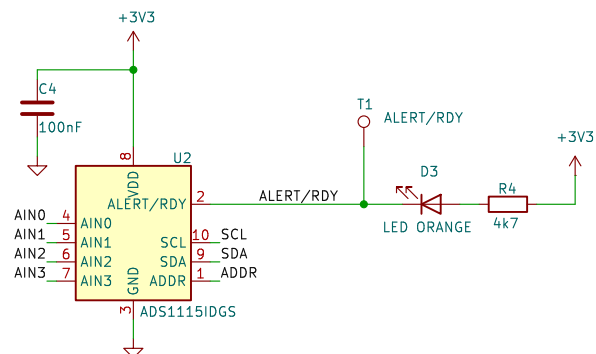 +3V3
C4
100nF
T1
ALERT/RDY
+3V3
U2
8
VDD
D3
R4
ALERT/RDY
2
ALERT/RDY
LED ORANGE
4k7
AIN0
4
AIN0
AIN1
5
AIN1
SCL
10
SCL
AIN2
6
AIN2
SDA
9
SDA
AIN3
7
AIN3
ADDR
1
ADDR
GND
3
ADS1115IDGS